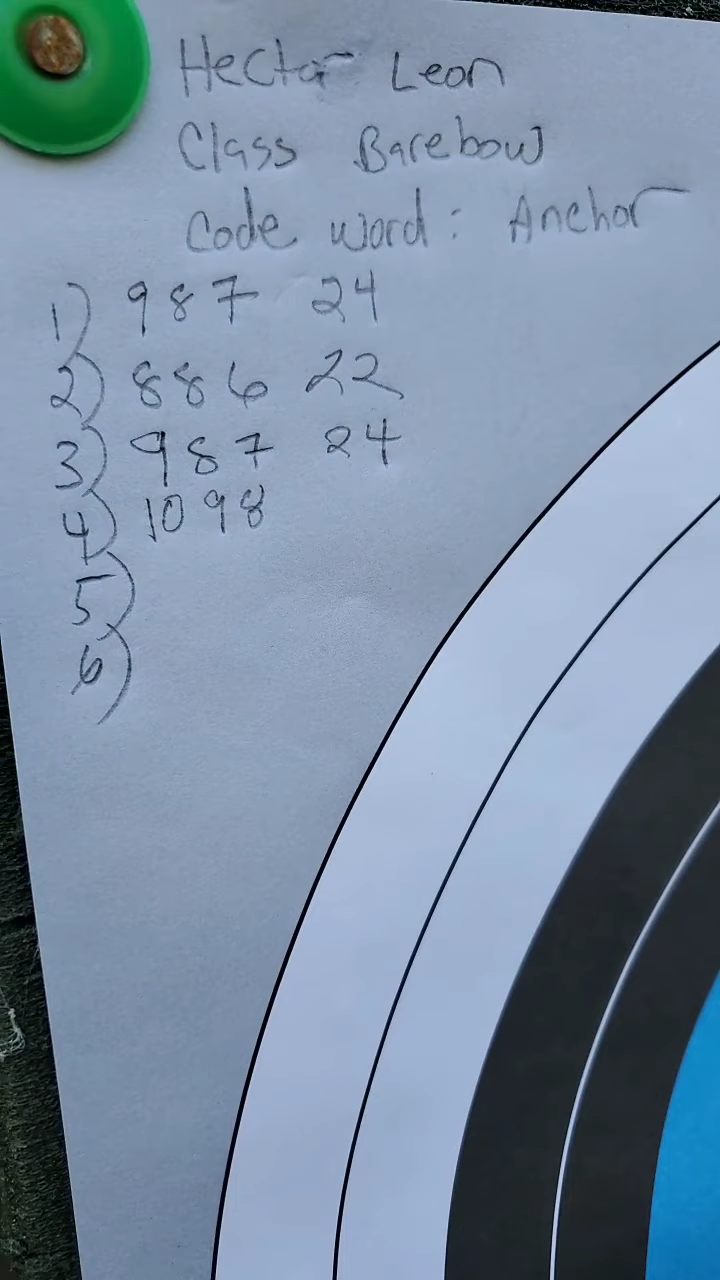 Hector Leon
Class Barebow
Code word: Anchor
1) 9 8 7 24
2) 8 8 6 22
3) 9 8 7 24
4) 10 9 8
5)
6)